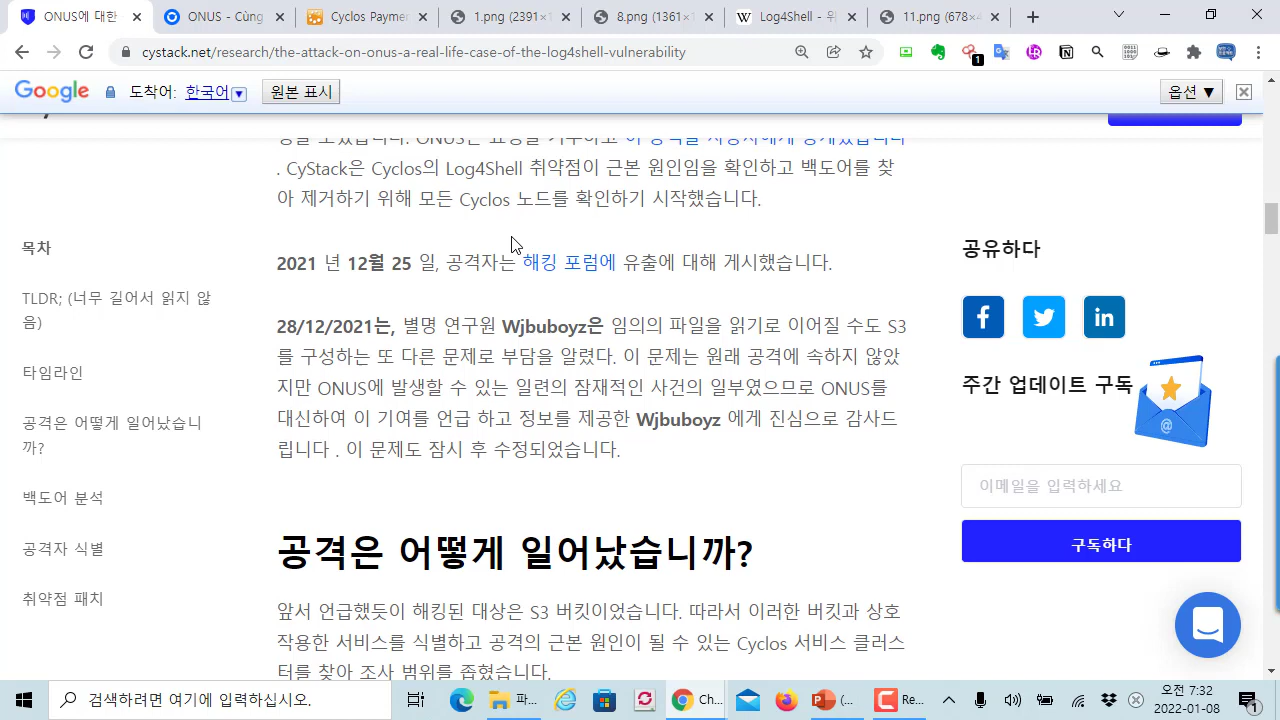 ONUS에 대한
ONUS - Cùng
Cyclos Payme
1.png (2391×
8.png (1361×
Log4Shell - 위
11.png (678×
cystack.net/research/the-attack-on-onus-a-real-life-case-of-the-log4shell-vulnerability
1
Google 도착어: 한국어 원본 표시 옵션 ▼
. CyStack은 Cyclos의 Log4Shell 취약점이 근본 원인임을 확인하고 백도어를 찾
아 제거하기 위해 모든 Cyclos 노드를 확인하기 시작했습니다.
2021 년 12월 25 일, 공격자는 해킹 포럼에 유출에 대해 게시했습니다.
28/12/2021는, 별명 연구원 Wjbuboyz은 임의의 파일을 읽기로 이어질 수도 S3
를 구성하는 또 다른 문제로 부담을 알렸다. 이 문제는 원래 공격에 속하지 않았
지만 ONUS에 발생할 수 있는 일련의 잠재적인 사건의 일부였으므로 ONUS를
대신하여 이 기여를 언급 하고 정보를 제공한 Wjbuboyz 에게 진심으로 감사드
립니다 . 이 문제도 잠시 후 수정되었습니다.
공격은 어떻게 일어났습니까?
앞서 언급했듯이 해킹된 대상은 S3 버킷이었습니다. 따라서 이러한 버킷과 상호
작용한 서비스를 식별하고 공격의 근본 원인이 될 수 있는 Cyclos 서비스 클러스
터를 찾아 조사 범위를 좁혔습니다.
목차
TLDR; (너무 길어서 읽지 않
음)
타임라인
공격은 어떻게 일어났습니
까?
백도어 분석
공격자 식별
취약점 패치
공유하다
주간 업데이트 구독
이메일을 입력하세요
구독하다
검색하려면 여기에 입력하십시오.
파...
Ch...
(...
Re...
오전 7:32
2022-01-08
1